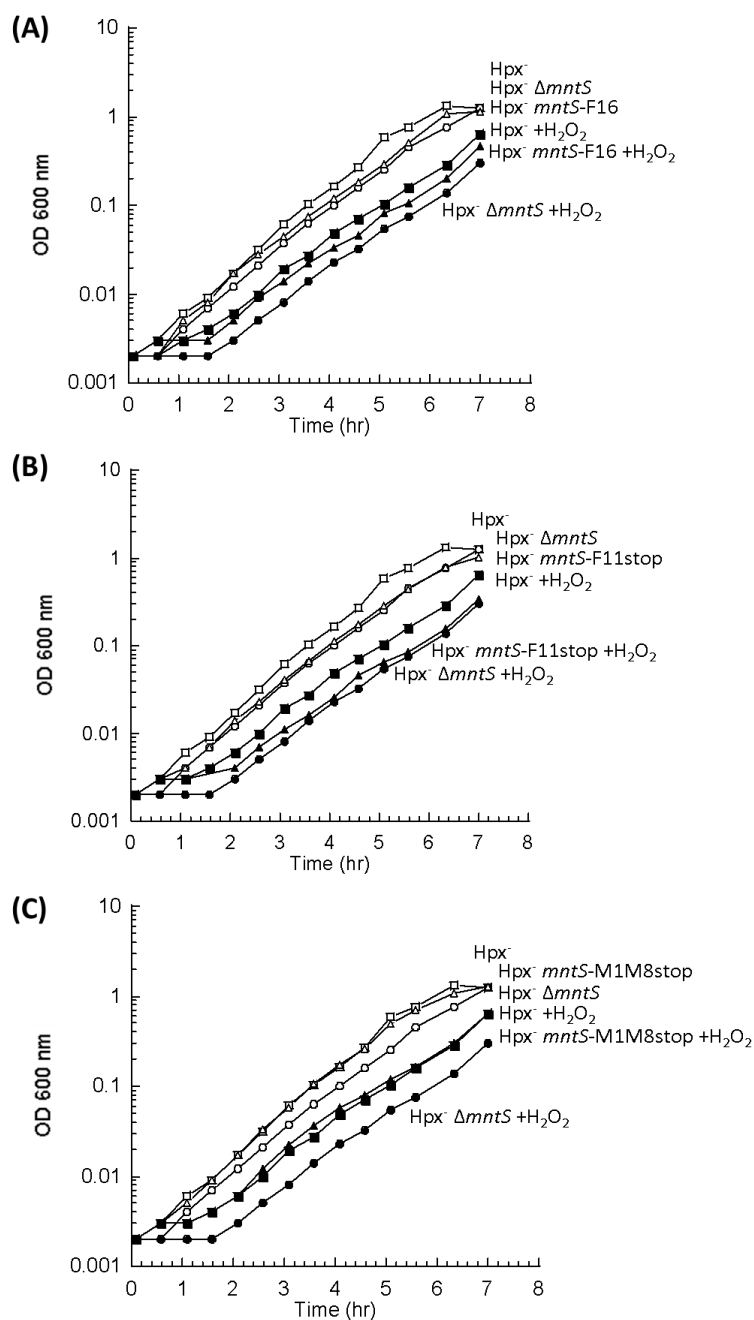 (A)
10
1
0.1
0.01
0.001
OD 600 nm
0 1 2 3 4 5 6 7 8
Time (hr)
Hpx⁻
Hpx⁻ ΔmntS
Hpx⁻ mntS-F16
Hpx⁻ +H₂O₂
Hpx⁻ mntS-F16 +H₂O₂
Hpx⁻ ΔmntS +H₂O₂
(B)
10
1
0.1
0.01
0.001
OD 600 nm
0 1 2 3 4 5 6 7 8
Time (hr)
Hpx⁻
Hpx⁻ ΔmntS
Hpx⁻ mntS-F11stop
Hpx⁻ +H₂O₂
Hpx⁻ mntS-F11stop +H₂O₂
Hpx⁻ ΔmntS +H₂O₂
(C)
10
1
0.1
0.01
0.001
OD 600 nm
0 1 2 3 4 5 6 7 8
Time (hr)
Hpx⁻
Hpx⁻ mntS-M1M8stop
Hpx⁻ ΔmntS
Hpx⁻ +H₂O₂
Hpx⁻ mntS-M1M8stop +H₂O₂
Hpx⁻ ΔmntS +H₂O₂